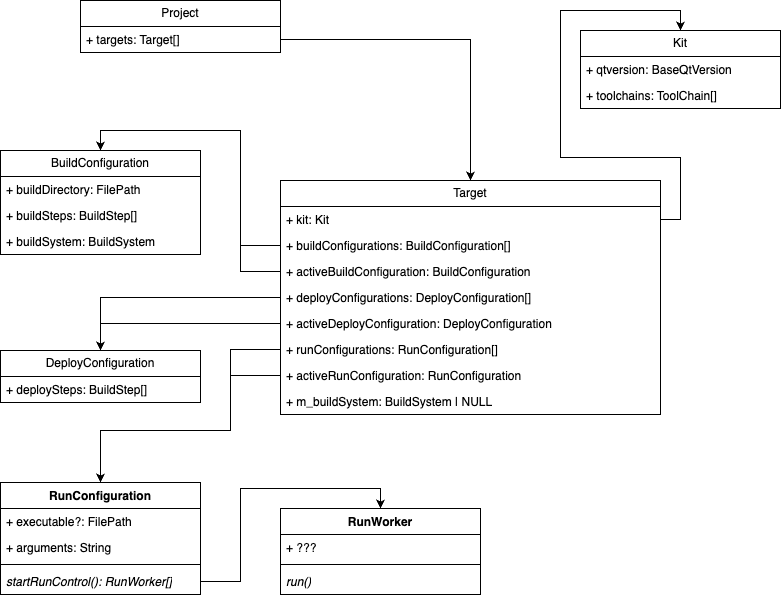 Project
+ targets: Target[]
Kit
+ qtversion: BaseQtVersion
+ toolchains: ToolChain[]
BuildConfiguration
+ buildDirectory: FilePath
+ buildSteps: BuildStep[]
+ buildSystem: BuildSystem
Target
+ kit: Kit
+ buildConfigurations: BuildConfiguration[]
+ activeBuildConfiguration: BuildConfiguration
+ deployConfigurations: DeployConfiguration[]
+ activeDeployConfiguration: DeployConfiguration
+ runConfigurations: RunConfiguration[]
+ activeRunConfiguration: RunConfiguration
+ m_buildSystem: BuildSystem | NULL
DeployConfiguration
+ deploySteps: BuildStep[]
RunConfiguration
+ executable?: FilePath
+ arguments: String
startRunControl(): RunWorker[]
RunWorker
+ ???
run()